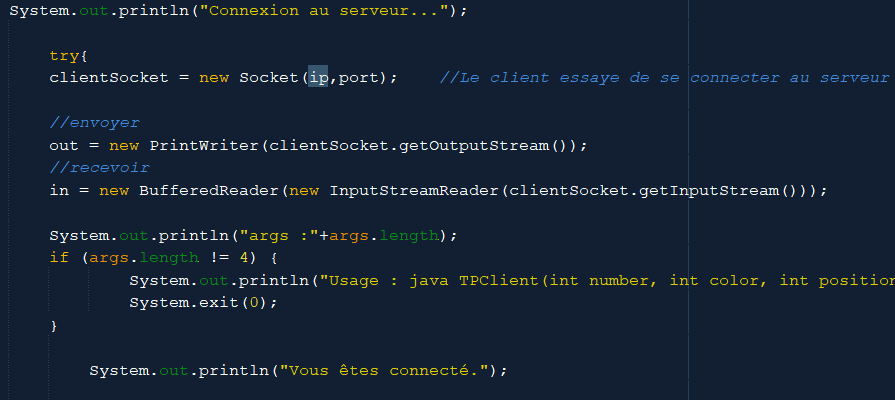 System.out.println("Connexion au serveur...");
try{
clientSocket = new Socket(ip,port); //Le client essaye de se connecter au serveur
//envoyer
out = new PrintWriter(clientSocket.getOutputStream());
//recevoir
in = new BufferedReader(new InputStreamReader(clientSocket.getInputStream()));
System.out.println("args :"+args.length);
if (args.length != 4) {
System.out.println("Usage : java TPClient(int number, int color, int position
System.exit(0);
}
System.out.println("Vous êtes connecté.");